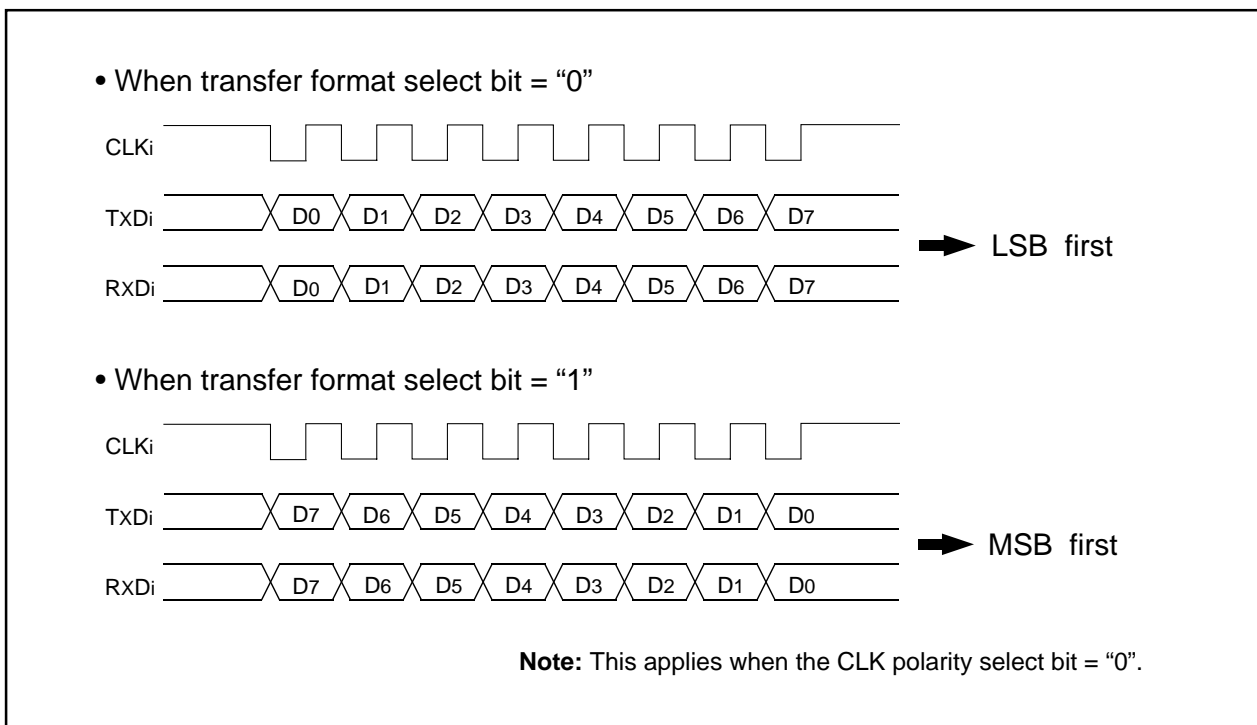 • When transfer format select bit = “0”
CLKi
TXDi D0 D1 D2 D3 D4 D5 D6 D7
LSB first
RXDi D0 D1 D2 D3 D4 D5 D6 D7
• When transfer format select bit = “1”
CLKi
TXDi D7 D6 D5 D4 D3 D2 D1 D0
MSB first
RXDi D7 D6 D5 D4 D3 D2 D1 D0
Note: This applies when the CLK polarity select bit = “0”.